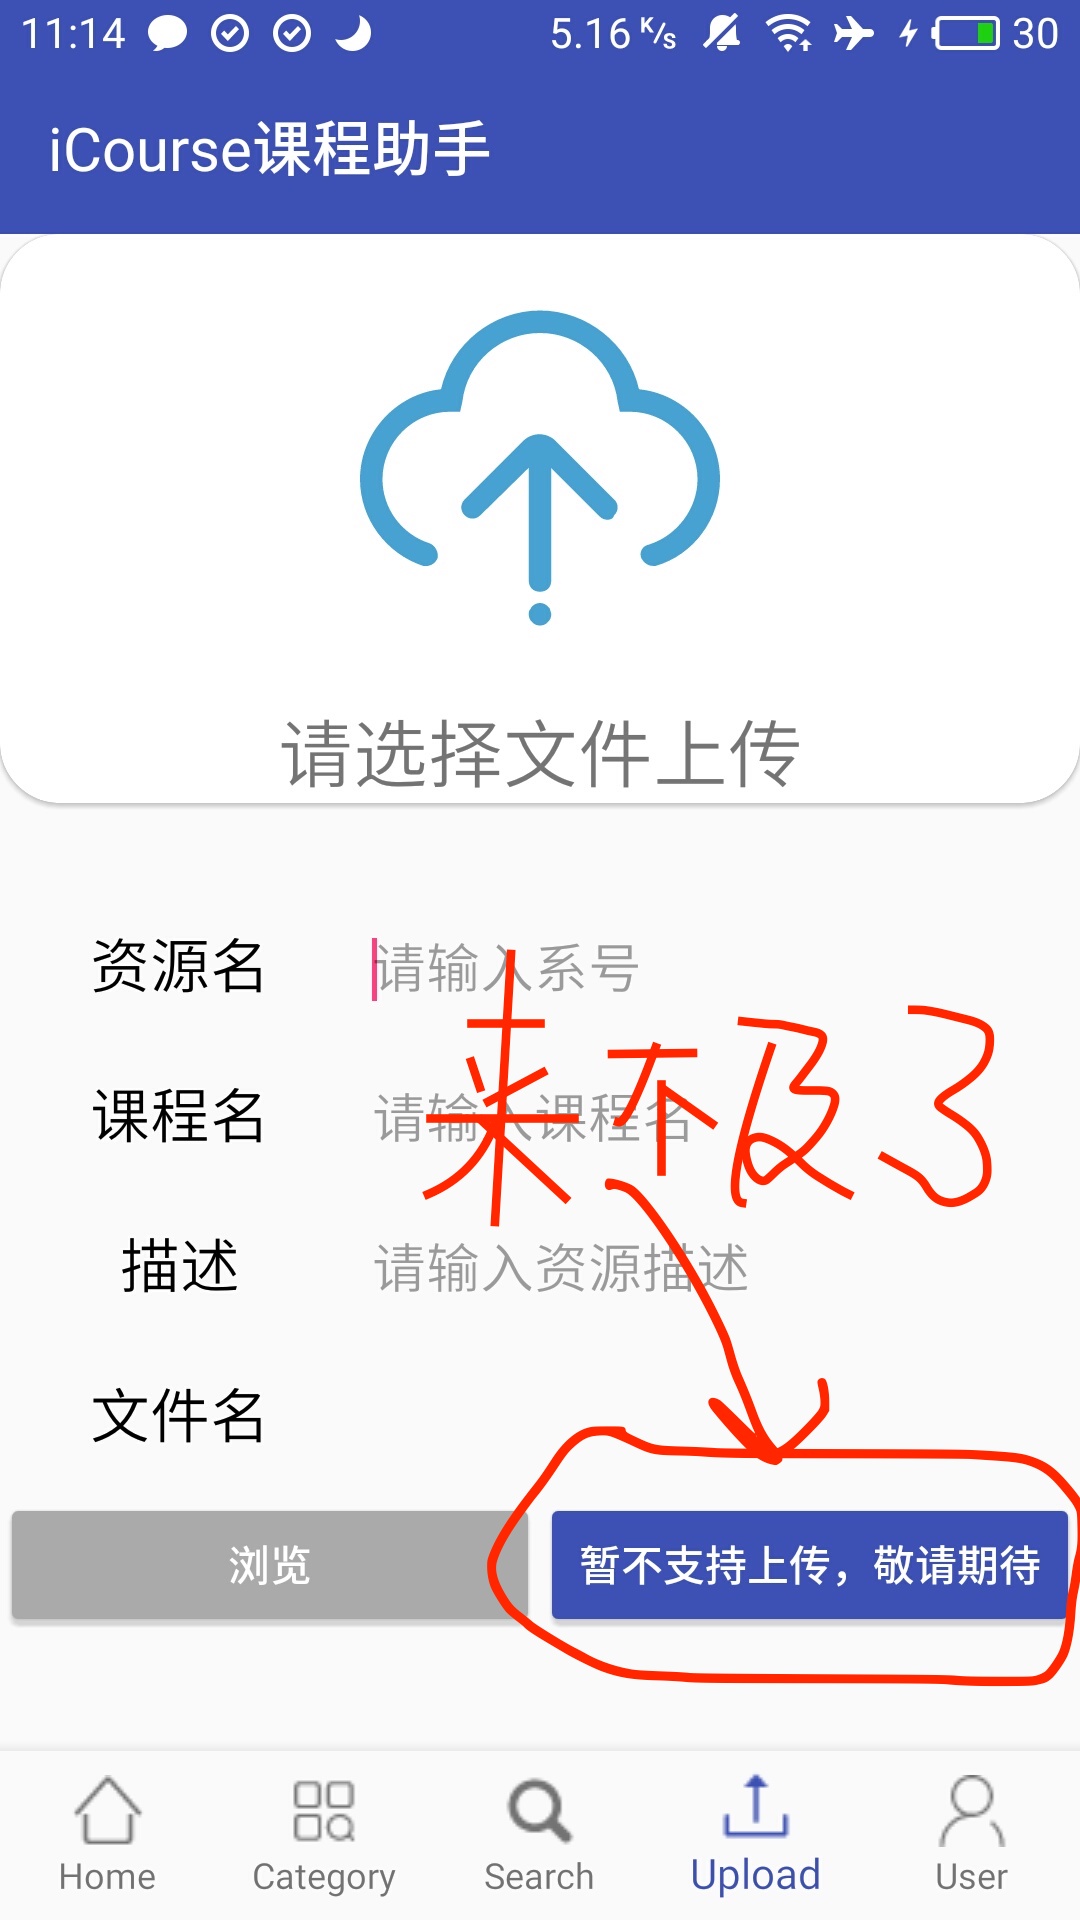 11:14 5.16 K/s 30
iCourse课程助手
请选择文件上传
资源名 请输入系号
课程名 请输入课程名
来不及了
描述 请输入资源描述
文件名
浏览 暂不支持上传，敬请期待
Home Category Search Upload User